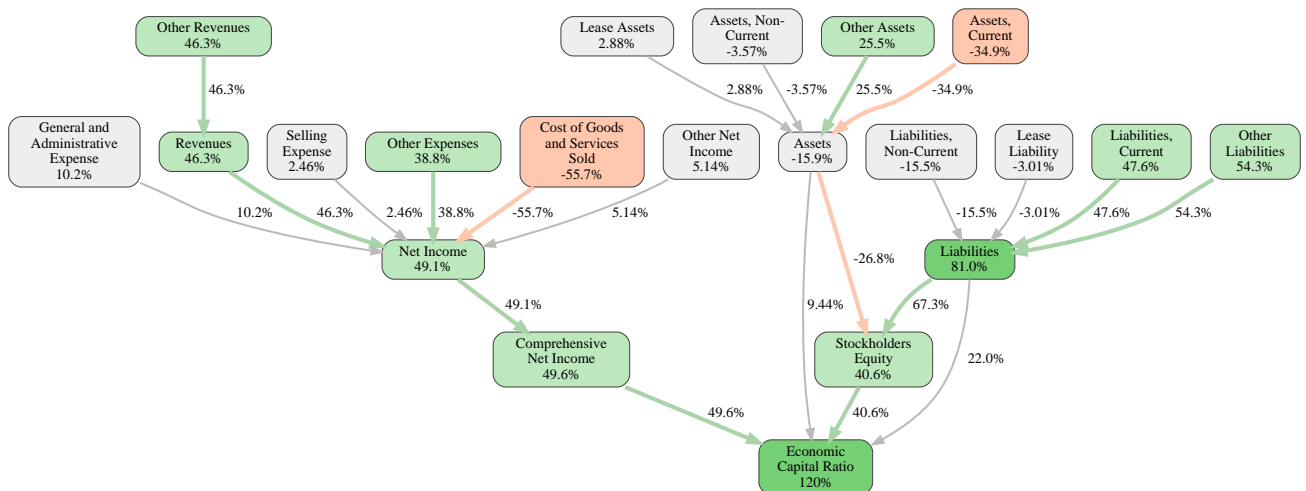 Other Revenues
46.3%
Lease Assets
2.88%
Assets, Non-
Current
-3.57%
Other Assets
25.5%
Assets,
Current
-34.9%
46.3%
2.88%
-3.57%
25.5%
-34.9%
General and
Administrative
Expense
10.2%
Revenues
46.3%
Selling
Expense
2.46%
Other Expenses
38.8%
Cost of Goods
and Services
Sold
-55.7%
Other Net
Income
5.14%
Assets
-15.9%
Liabilities,
Non-Current
-15.5%
Lease
Liability
-3.01%
Liabilities,
Current
47.6%
Other
Liabilities
54.3%
10.2%
46.3%
2.46%
38.8%
-55.7%
5.14%
-15.5%
-3.01%
47.6%
54.3%
Net Income
49.1%
-26.8%
Liabilities
81.0%
49.1%
9.44%
67.3%
Comprehensive
Net Income
49.6%
Stockholders
Equity
40.6%
22.0%
49.6%
40.6%
Economic
Capital Ratio
120%